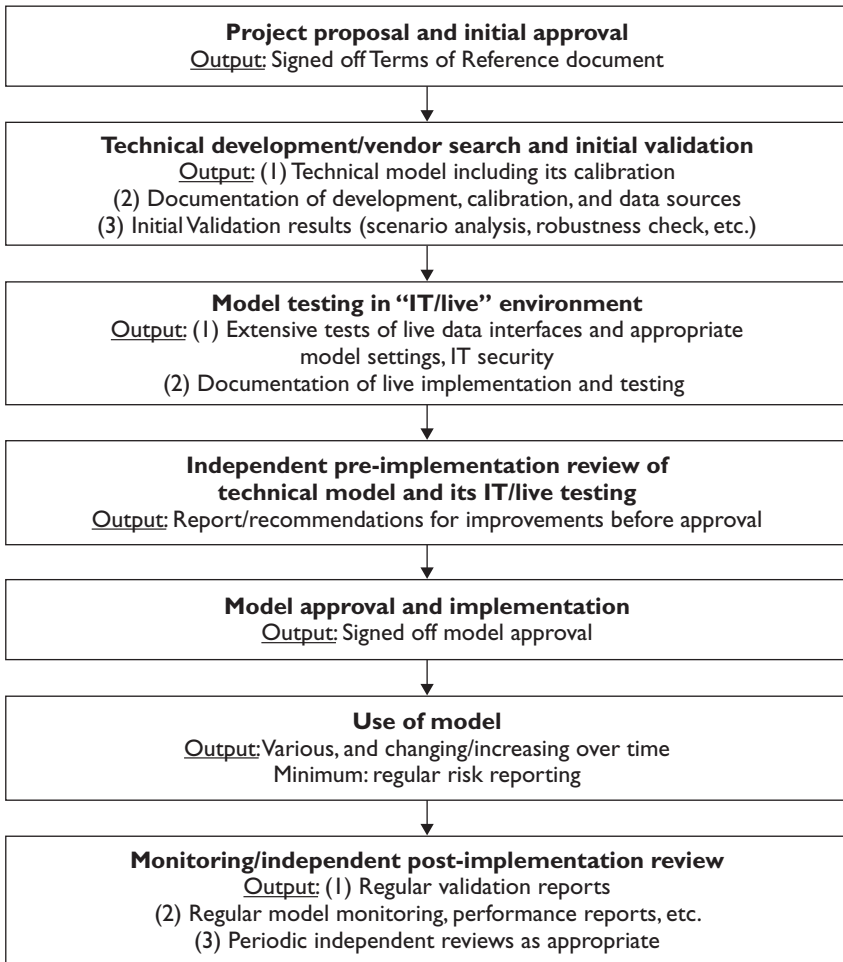 Project proposal and initial approval
Output: Signed off Terms of Reference document
Technical development/vendor search and initial validation
Output: (1) Technical model including its calibration
(2) Documentation of development, calibration, and data sources
(3) Initial Validation results (scenario analysis, robustness check, etc.)
Model testing in “IT/live” environment
Output: (1) Extensive tests of live data interfaces and appropriate
model settings, IT security
(2) Documentation of live implementation and testing
Independent pre-implementation review of
technical model and its IT/live testing
Output: Report/recommendations for improvements before approval
Model approval and implementation
Output: Signed off model approval
Use of model
Output: Various, and changing/increasing over time
Minimum: regular risk reporting
Monitoring/independent post-implementation review
Output: (1) Regular validation reports
(2) Regular model monitoring, performance reports, etc.
(3) Periodic independent reviews as appropriate